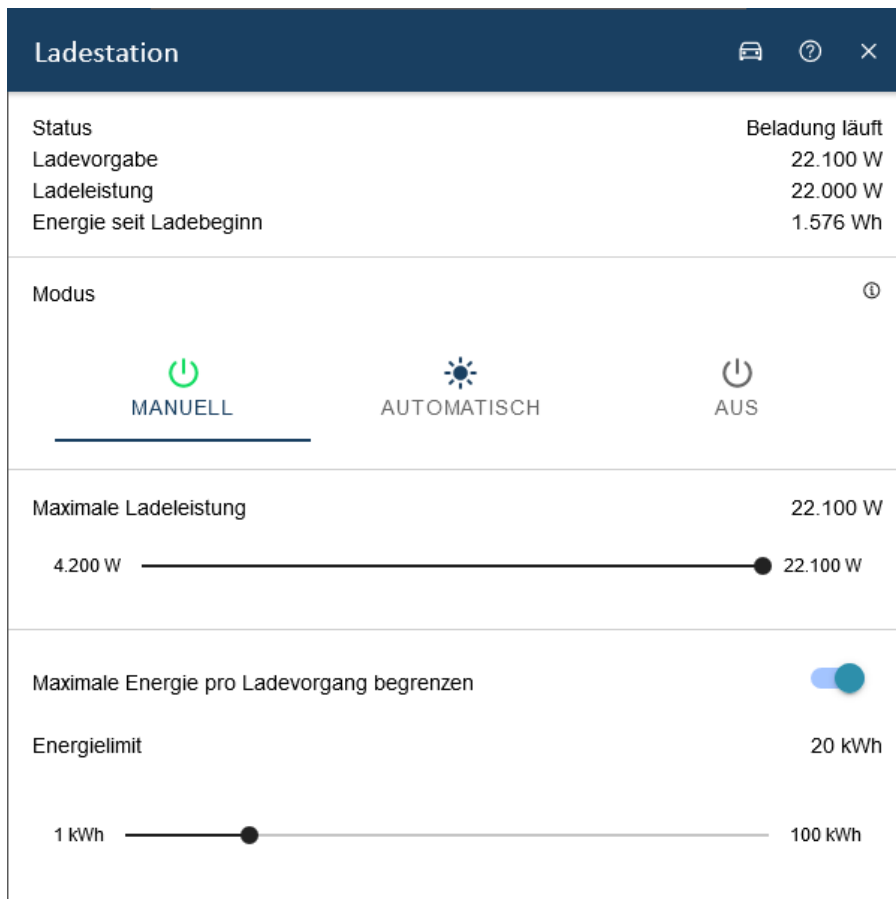 Ladestation
Status Beladung läuft
Ladevorgabe 22.100 W
Ladeleistung 22.000 W
Energie seit Ladebeginn 1.576 Wh
Modus
MANUELL AUTOMATISCH AUS
Maximale Ladeleistung 22.100 W
4.200 W 22.100 W
Maximale Energie pro Ladevorgang begrenzen
Energielimit 20 kWh
1 kWh 100 kWh